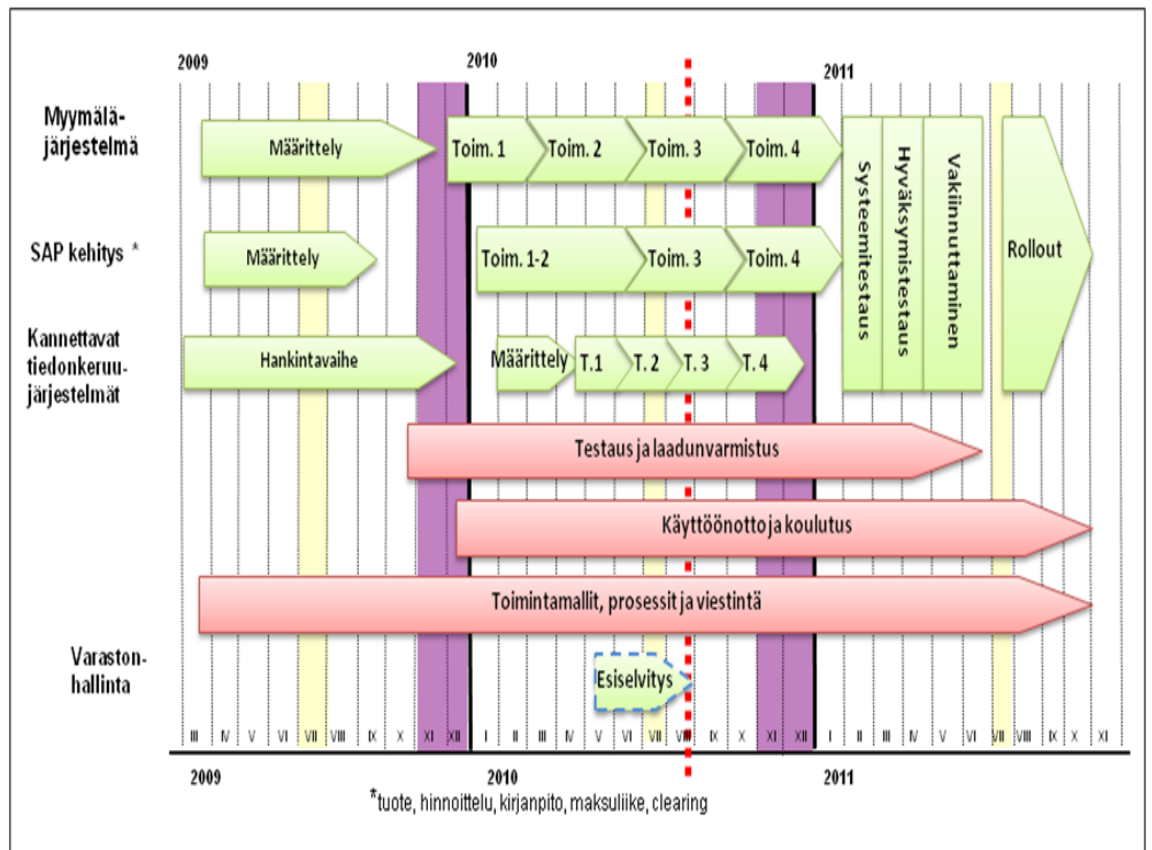 2009
2010
2011
Myymälä-
järjestelmä
Määrittely
Toim. 1
Toim. 2
Toim. 3
Toim. 4
SAP kehitys *
Määrittely
Toim. 1-2
Toim. 3
Toim. 4
Systeemitestaus
Hyväksymistestaus
Vakiinnuttaminen
Rollout
Kannettavat
tiedonkeruu-
järjestelmät
Hankintavaihe
Määrittely
T.1
T. 2
T. 3
T. 4
Testaus ja laadunvarmistus
Käyttöönotto ja koulutus
Toimintamallit, prosessit ja viestintä
Varaston-
hallinta
Esiselvitys
III IV V VI VII VIII IX X XI XII I II III IV V VI VII VIII IX X XI XII I II III IV V VI VII VIII IX X XI
2009
2010
2011
*tuote, hinnoittelu, kirjanpito, maksuliike, clearing